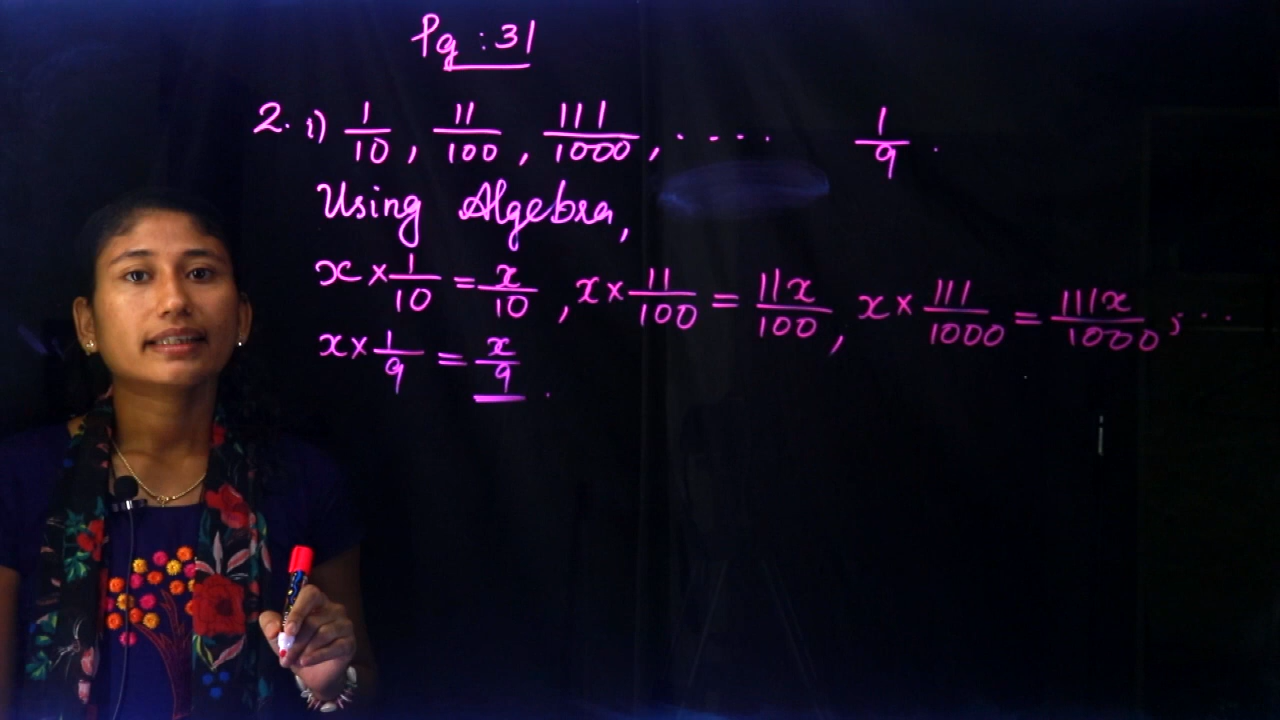 Pg : 31
2. i) 1/10, 11/100, 111/1000, .... 1/9.
Using Algebra,
x × 1/10 = x/10, x × 11/100 = 11x/100, x × 111/1000 = 111x/1000, ...
x × 1/9 = x/9.